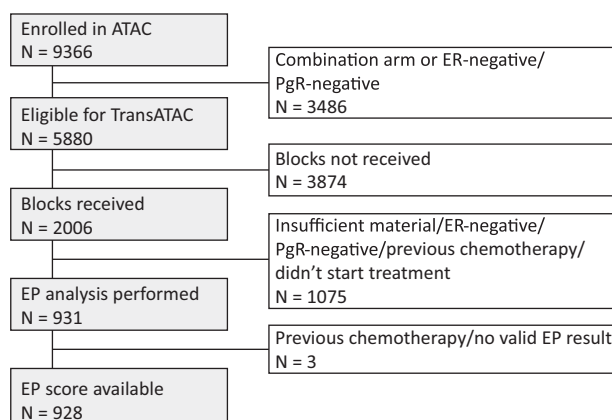 Enrolled in ATAC
N = 9366
Combination arm or ER-negative/
PgR-negative
N = 3486
Eligible for TransATAC
N = 5880
Blocks not received
N = 3874
Blocks received
N = 2006
Insufficient material/ER-negative/
PgR-negative/previous chemotherapy/
didn't start treatment
N = 1075
EP analysis performed
N = 931
Previous chemotherapy/no valid EP result
N = 3
EP score available
N = 928